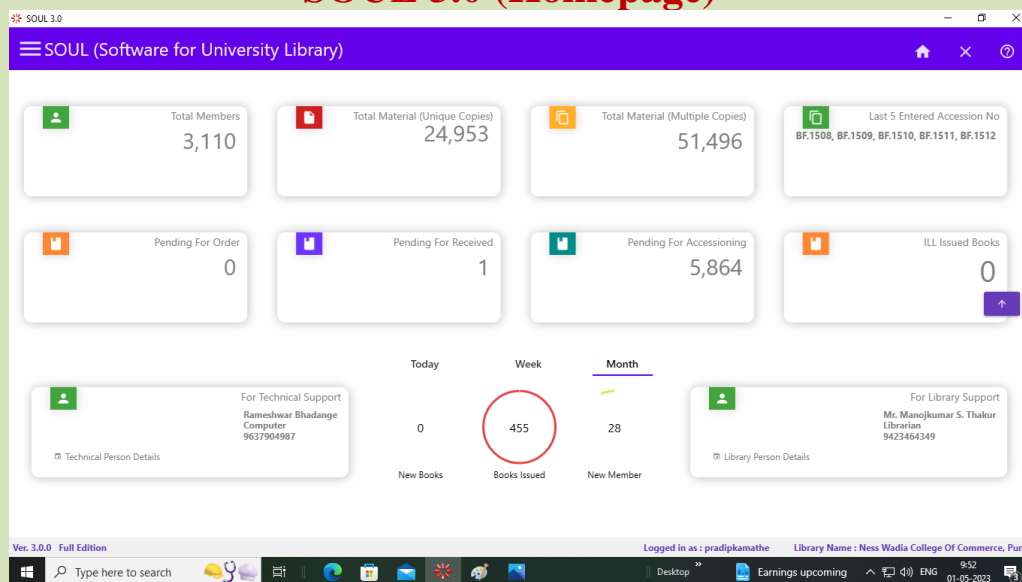 SOUL 3.0 (Homepage)
SOUL 3.0
SOUL (Software for University Library)
Total Members
3,110
Total Material (Unique Copies)
24,953
Total Material (Multiple Copies)
51,496
Last 5 Entered Accession No
BF.1508, BF.1509, BF.1510, BF.1511, BF.1512
Pending For Order
0
Pending For Received
1
Pending For Accessioning
5,864
ILL Issued Books
0
Today Week Month
For Technical Support
Rameshwar Bhadange
Computer
9637904987
Technical Person Details
0 455 28
New Books Books Issued New Member
For Library Support
Mr. Manojkumar S. Thakur
Librarian
9423464349
Library Person Details
Ver. 3.0.0 Full Edition
Logged in as : pradipkamathe Library Name : Ness Wadia College Of Commerce, Pun
Type here to search
Desktop
Earnings upcoming
ENG
9:52
01-05-2023
3